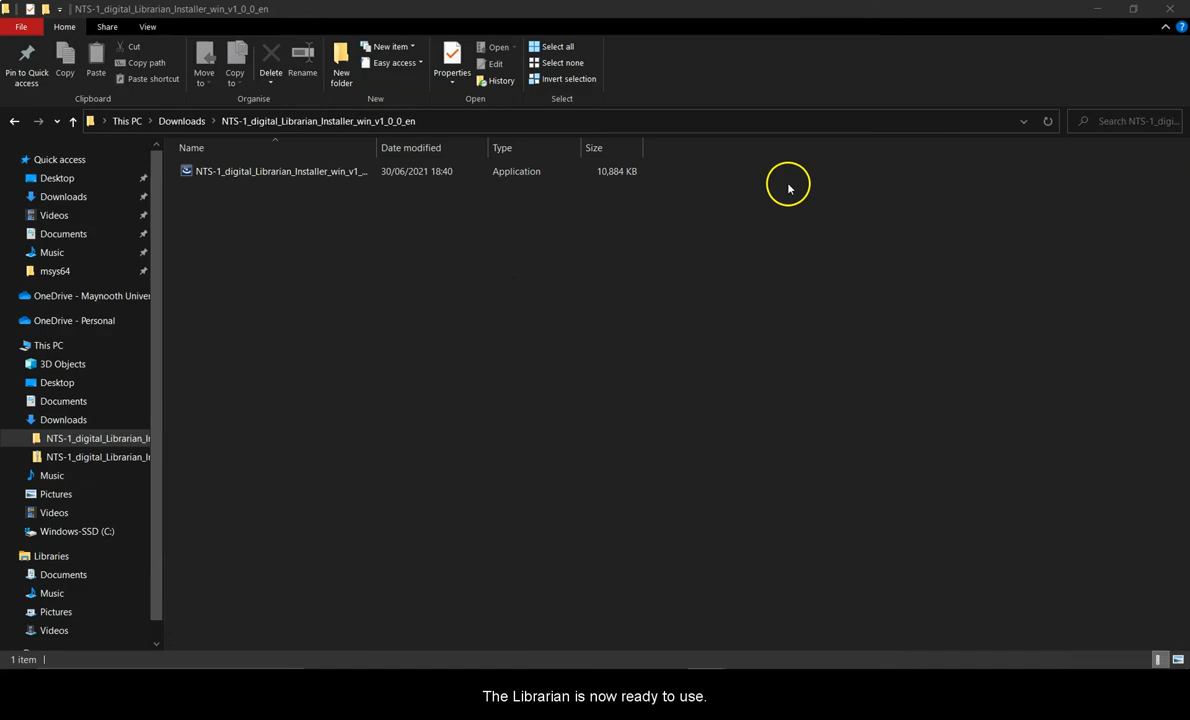 NTS-1_digital_Librarian_Installer_win_v1_0_0_en
File Home Share View
Pin to Quick access
Copy
Paste
Cut
Copy path
Paste shortcut
Clipboard
Move to
Copy to
Delete
Rename
Organise
New folder
New item
Easy access
New
Properties
Open
Edit
History
Open
Select all
Select none
Invert selection
Select
This PC > Downloads > NTS-1_digital_Librarian_Installer_win_v1_0_0_en
Search NTS-1_digi...
Name Date modified Type Size
NTS-1_digital_Librarian_Installer_win_v1_... 30/06/2021 18:40 Application 10,884 KB
Quick access
Desktop
Downloads
Videos
Documents
Music
msys64
OneDrive - Maynooth Univer
OneDrive - Personal
This PC
3D Objects
Desktop
Documents
Downloads
NTS-1_digital_Librarian_I
NTS-1_digital_Librarian_I
Music
Pictures
Videos
Windows-SSD (C:)
Libraries
Documents
Music
Pictures
Videos
1 item
The Librarian is now ready to use.